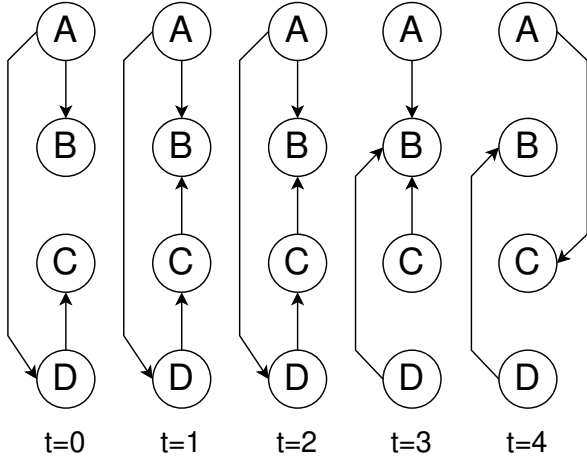 A A A A A
B B B B B
C C C C C
D D D D D
t=0 t=1 t=2 t=3 t=4